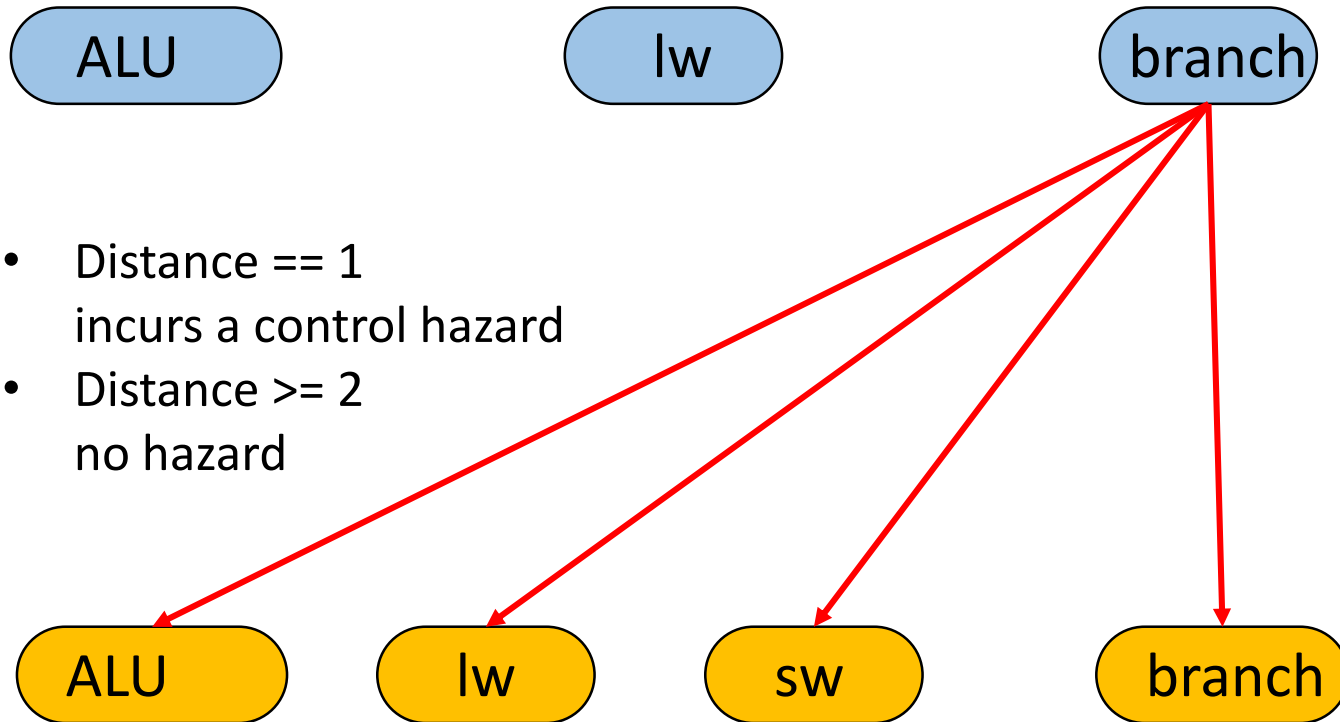 ALU
lw
branch
• Distance == 1
incurs a control hazard
• Distance >= 2
no hazard
ALU
lw
sw
branch